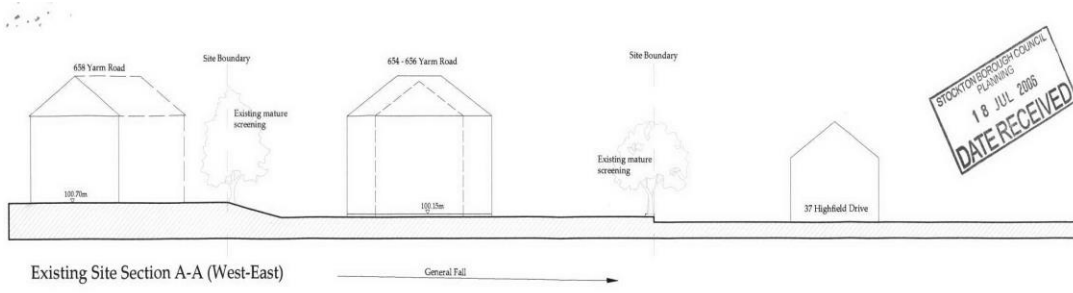 658 Yarm Road
Site Boundary
Existing mature
screening
654 - 656 Yarm Road
Site Boundary
Existing mature
screening
37 Highfield Drive
100.70m
100.15m
STOCKTON BOROUGH COUNCIL
PLANNING
18 JUL 2006
DATE RECEIVED
Existing Site Section A-A (West-East)
General Fall